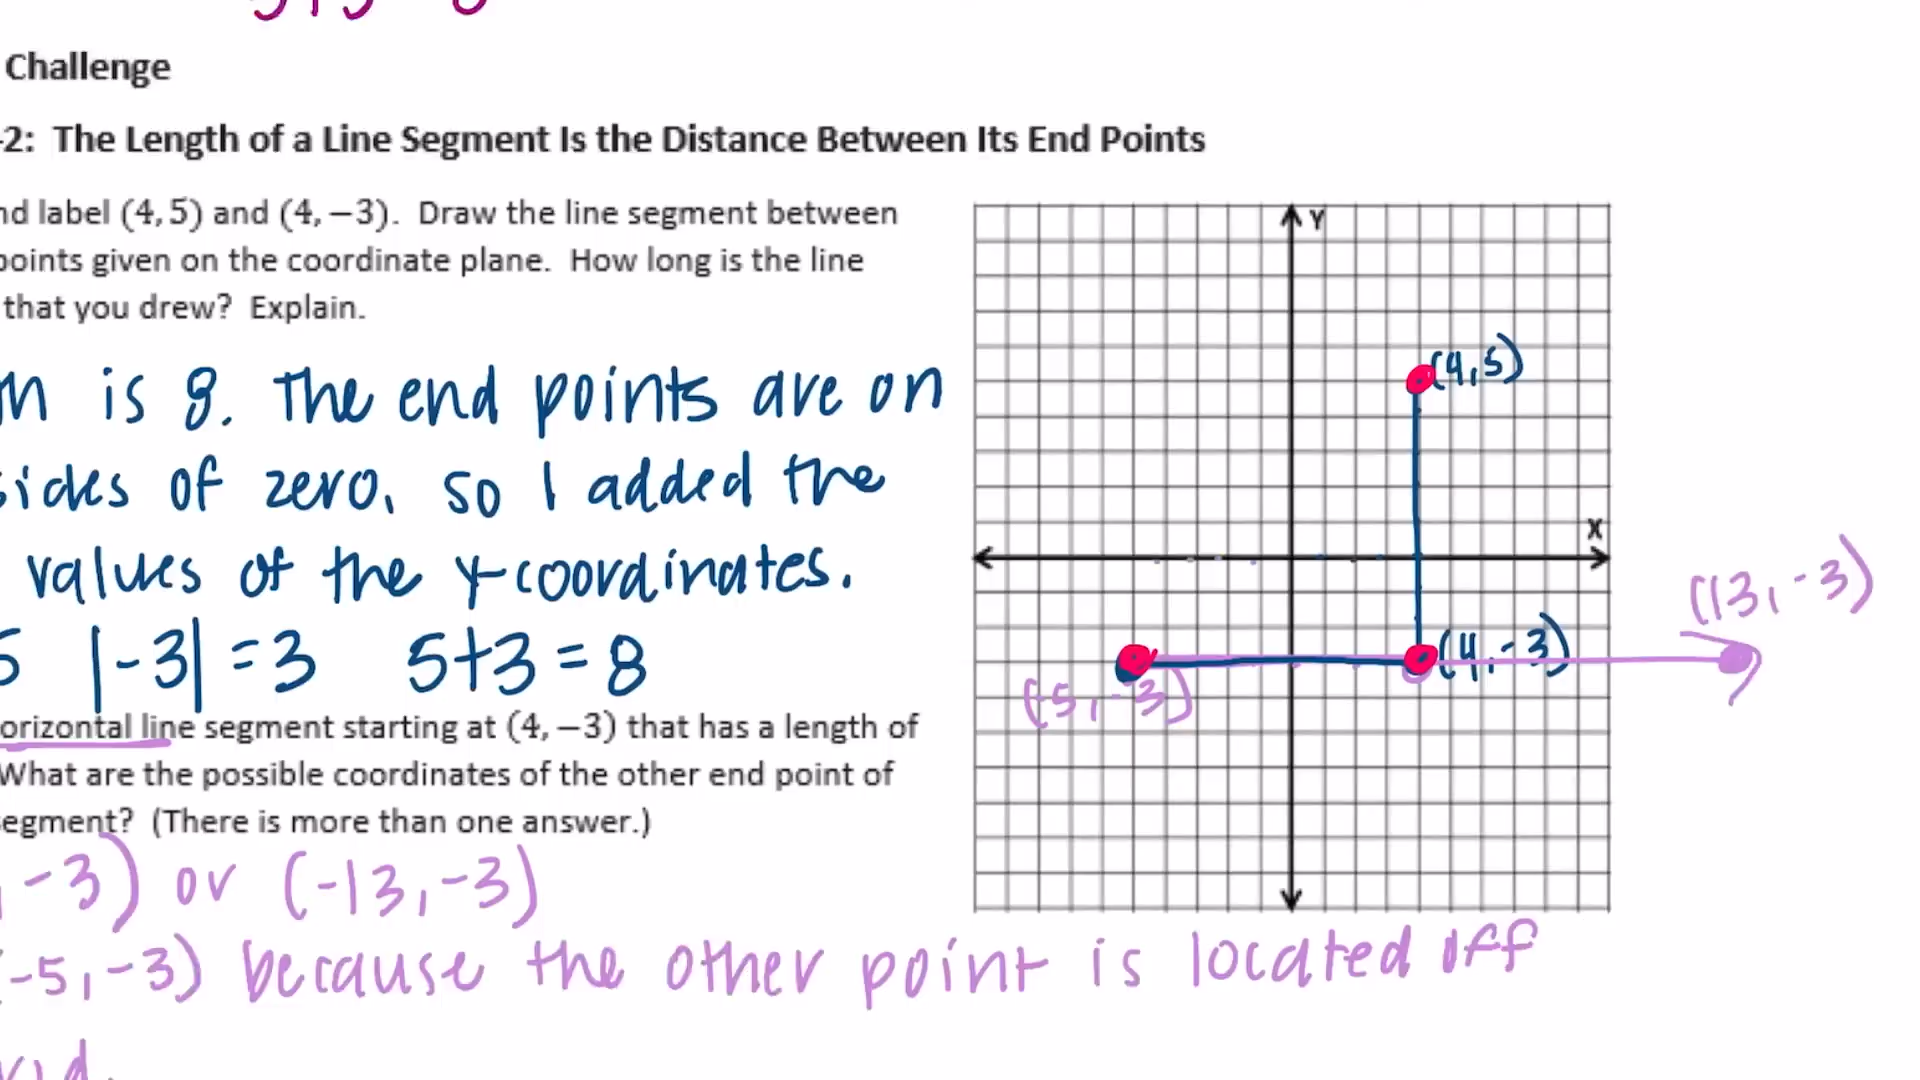 Challenge
-2: The Length of a Line Segment Is the Distance Between Its End Points
nd label (4, 5) and (4, −3). Draw the line segment between
points given on the coordinate plane. How long is the line
that you drew? Explain.
is 8. The end points are on
sides of zero, so I added the
values of the y-coordinates.
5 |-3| = 3 5+3=8
orizontal line segment starting at (4, −3) that has a length of
What are the possible coordinates of the other end point of
egment? (There is more than one answer.)
, -3) or (-13, -3)
-5, -3) because the other point is located off
Y
(4,5)
X
(13, -3)
(4, -3)
(-5, -3)